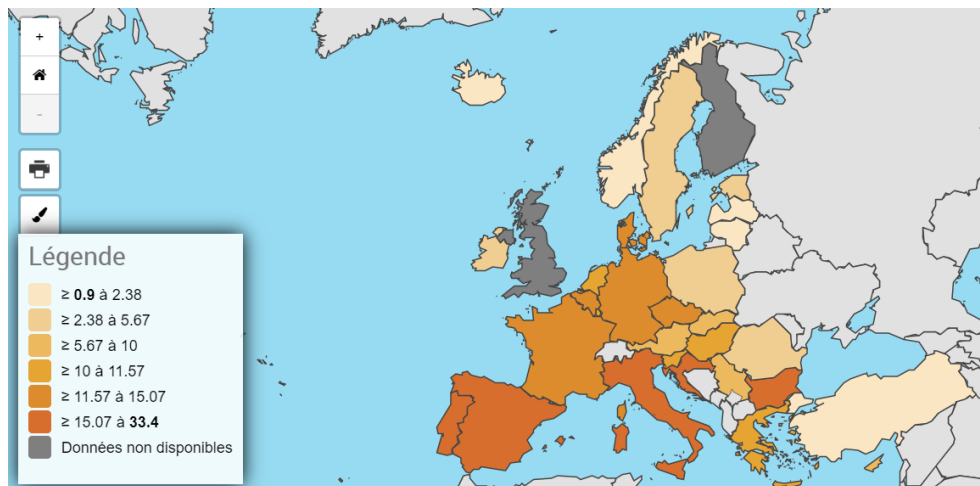 +
-
Légende
≥ 0.9 à 2.38
≥ 2.38 à 5.67
≥ 5.67 à 10
≥ 10 à 11.57
≥ 11.57 à 15.07
≥ 15.07 à 33.4
Données non disponibles